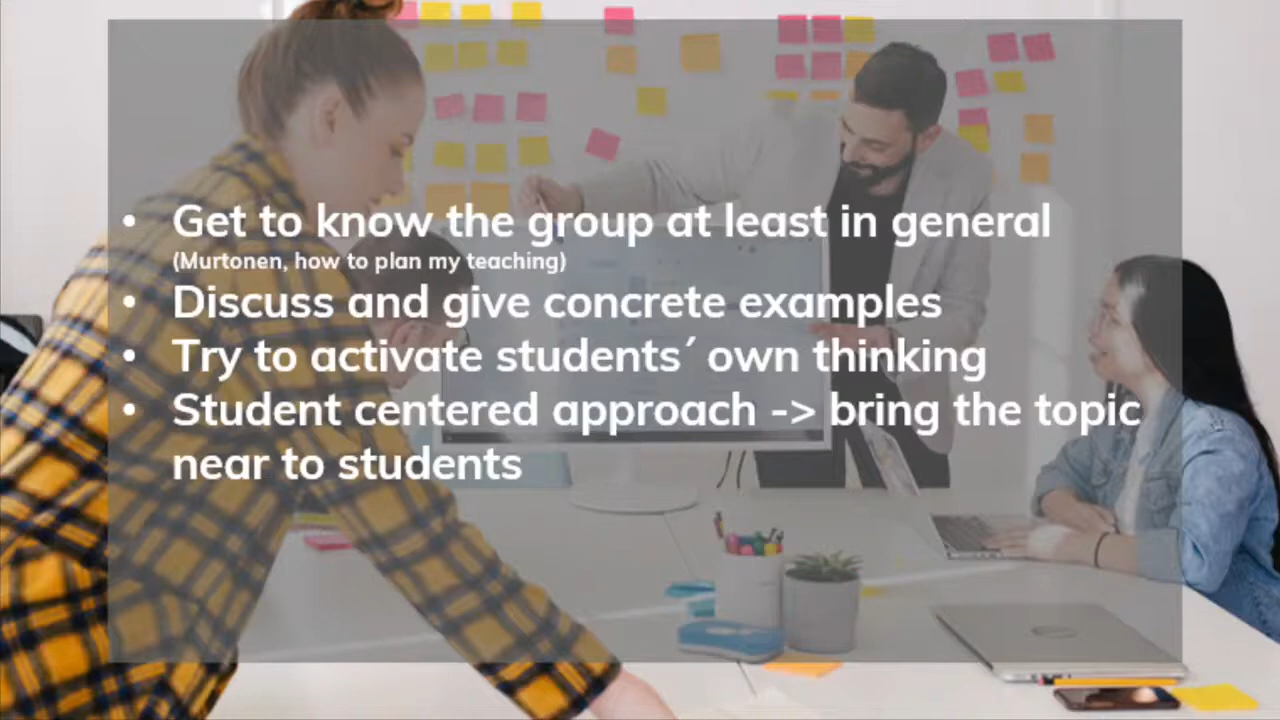 • Get to know the group at least in general
(Murtonen, how to plan my teaching)
• Discuss and give concrete examples
• Try to activate students´ own thinking
• Student centered approach -> bring the topic
near to students